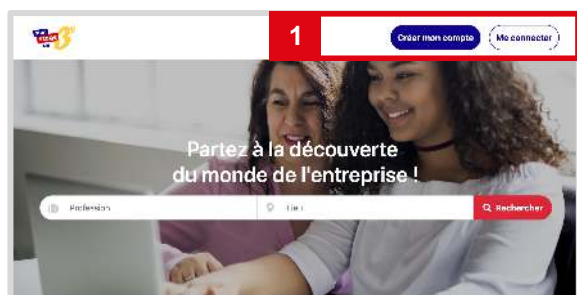 1
Créer mon compte
Me connecter
Partez à la découverte
du monde de l'entreprise !
Profession
Lieu
Rechercher